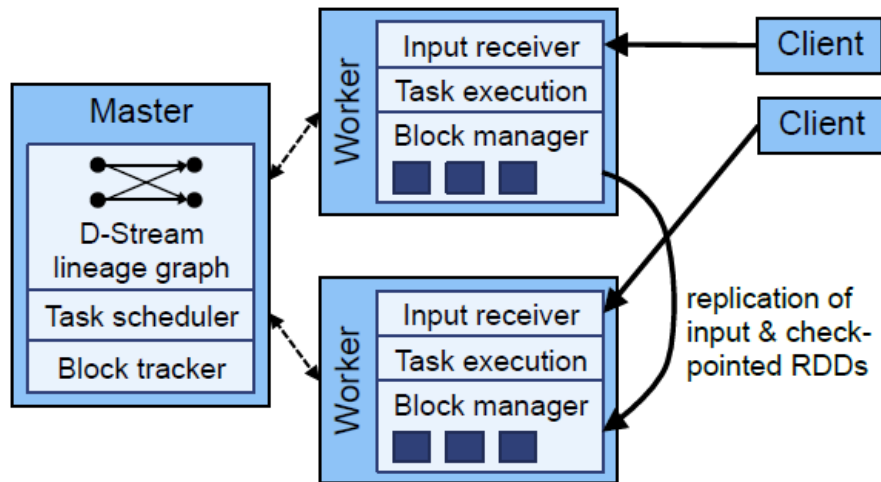 Master
D-Stream
lineage graph
Task scheduler
Block tracker
Worker
Input receiver
Task execution
Block manager
Worker
Input receiver
Task execution
Block manager
Client
Client
replication of
input & check-
pointed RDDs